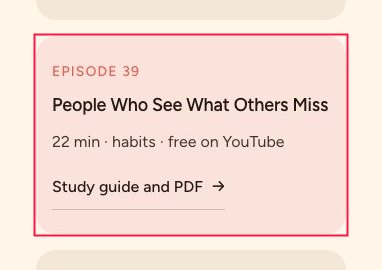 EPISODE 39
People Who See What Others Miss
22 min · habits · free on YouTube
Study guide and PDF →